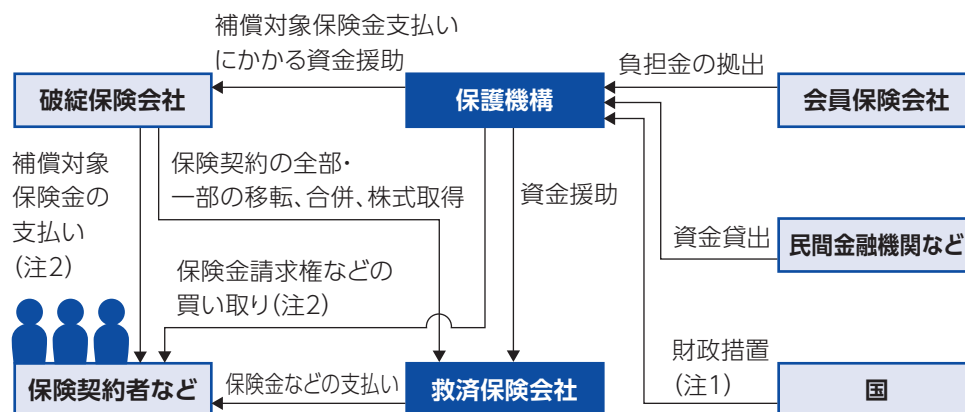 補償対象保険金支払い
にかかる資金援助
負担金の拠出
破綻保険会社
保護機構
会員保険会社
補償対象
保険金の
支払い
(注2)
保険契約の全部・
一部の移転、合併、株式取得
資金援助
資金貸出
民間金融機関など
保険金請求権などの
買い取り(注2)
財政措置
(注1)
保険契約者など
保険金などの支払い
救済保険会社
国